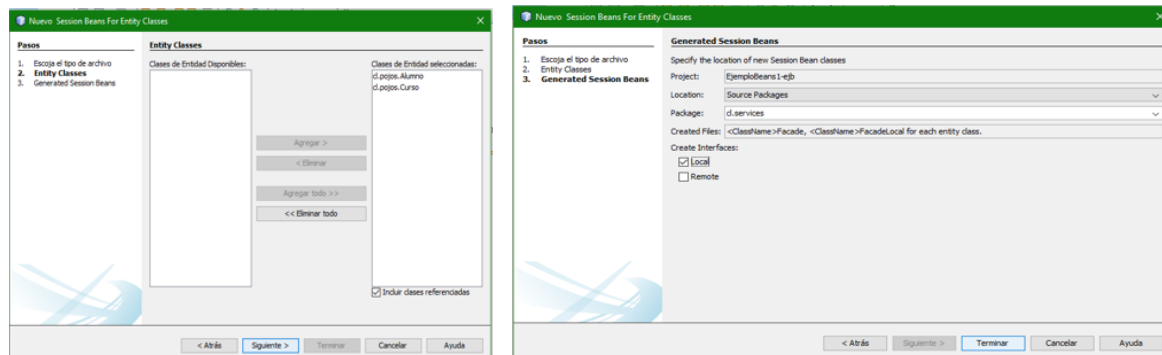 Nuevo Session Beans For Entity Classes
Pasos
1. Escoja el tipo de archivo
2. Entity Classes
3. Generated Session Beans
Entity Classes
Clases de Entidad Disponibles:
Clases de Entidad seleccionadas:
cl.pojos.Alumno
cl.pojos.Curso
Agregar >
< Eliminar
Agregar todo >>
<< Eliminar todo
Incluir clases referenciadas
< Atrás
Siguiente >
Terminar
Cancelar
Ayuda
Nuevo Session Beans For Entity Classes
Pasos
1. Escoja el tipo de archivo
2. Entity Classes
3. Generated Session Beans
Generated Session Beans
Specify the location of new Session Bean classes
Project: EjemploBeans1-ejb
Location: Source Packages
Package: cl.services
Created Files: <ClassName>Facade, <ClassName>FacadeLocal for each entity class.
Create Interfaces:
Local
Remote
< Atrás
Siguiente >
Terminar
Cancelar
Ayuda